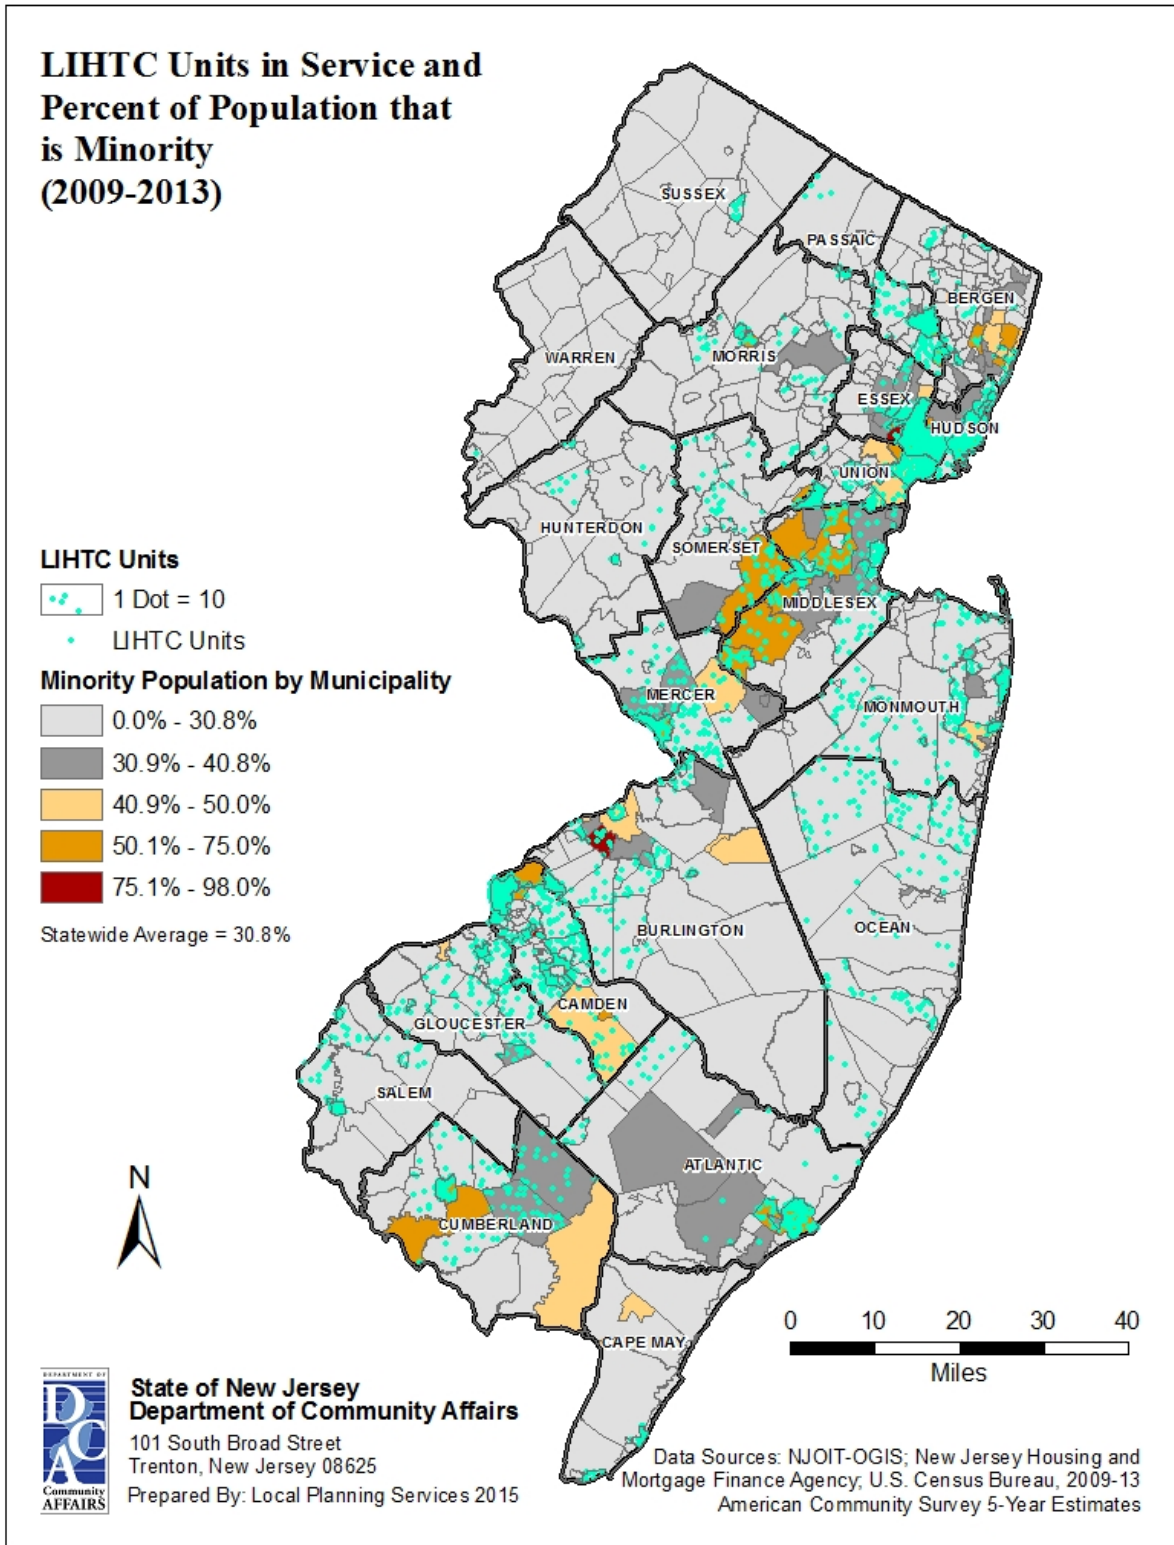 LIHTC Units in Service and
Percent of Population that
is Minority
(2009-2013)
SUSSEX
PASSAIC
BERGEN
WARREN
MORRIS
ESSEX
HUDSON
UNION
HUNTERDON
SOMERSET
MIDDLESEX
MERCER
MONMOUTH
BURLINGTON
OCEAN
CAMDEN
GLOUCESTER
SALEM
ATLANTIC
CUMBERLAND
CAPE MAY
LIHTC Units
1 Dot = 10
LIHTC Units
Minority Population by Municipality
0.0% - 30.8%
30.9% - 40.8%
40.9% - 50.0%
50.1% - 75.0%
75.1% - 98.0%
Statewide Average = 30.8%
N
0 10 20 30 40
Miles
DEPARTMENT OF
DCA
Community
AFFAIRS
State of New Jersey
Department of Community Affairs
101 South Broad Street
Trenton, New Jersey 08625
Prepared By: Local Planning Services 2015
Data Sources: NJOIT-OGIS; New Jersey Housing and
Mortgage Finance Agency; U.S. Census Bureau, 2009-13
American Community Survey 5-Year Estimates